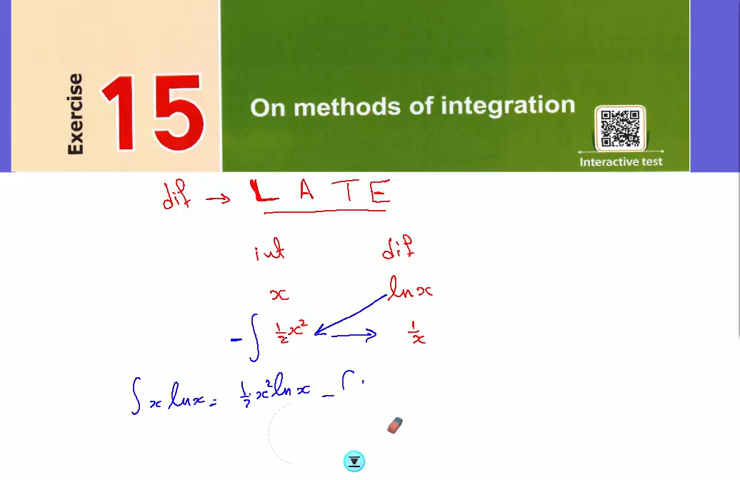 Exercise 15
On methods of integration
Interactive test
dif → L A T E
int dif
x ln x
-∫ ½x² → 1/x
∫ x ln x = ½x² ln x - ∫